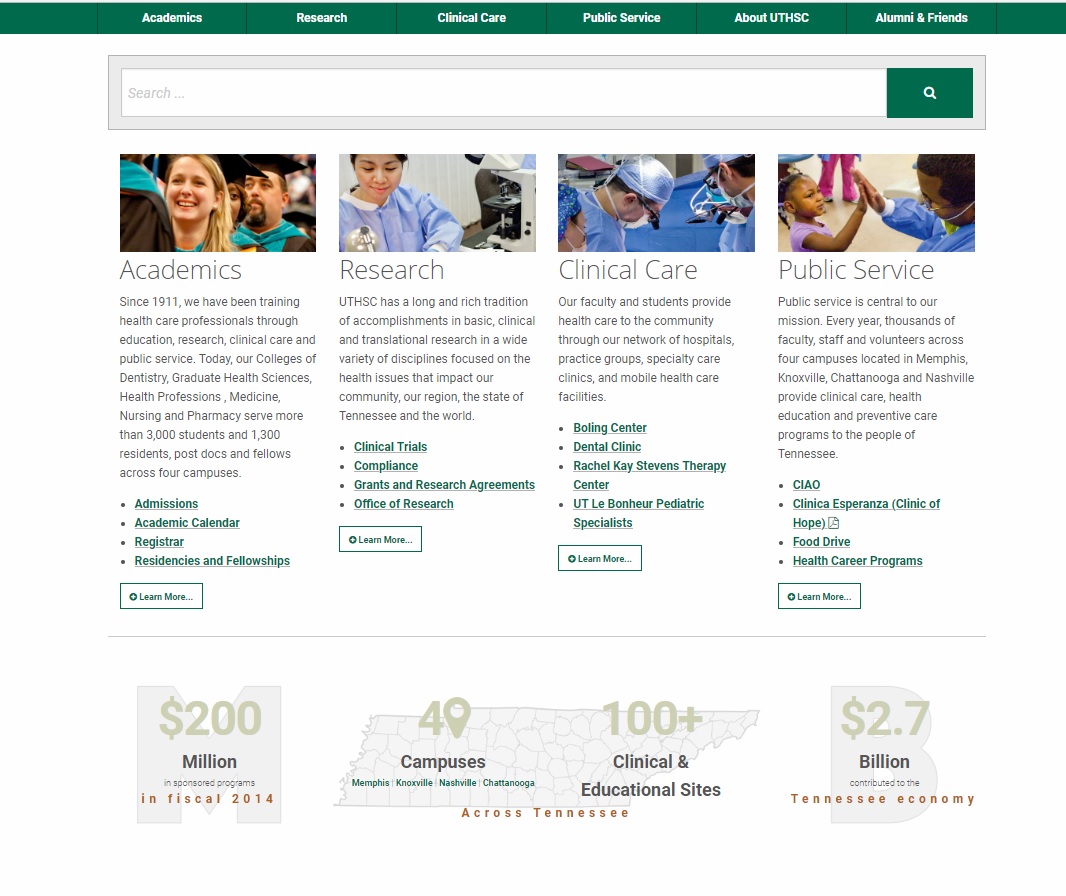 Academics Research Clinical Care Public Service About UTHSC Alumni & Friends
Search ...
Academics
Since 1911, we have been training
health care professionals through
education, research, clinical care and
public service. Today, our Colleges of
Dentistry, Graduate Health Sciences,
Health Professions , Medicine,
Nursing and Pharmacy serve more
than 3,000 students and 1,300
residents, post docs and fellows
across four campuses.
Admissions
Academic Calendar
Registrar
Residencies and Fellowships
Learn More...
Research
UTHSC has a long and rich tradition
of accomplishments in basic, clinical
and translational research in a wide
variety of disciplines focused on the
health issues that impact our
community, our region, the state of
Tennessee and the world.
Clinical Trials
Compliance
Grants and Research Agreements
Office of Research
Learn More...
Clinical Care
Our faculty and students provide
health care to the community
through our network of hospitals,
practice groups, specialty care
clinics, and mobile health care
facilities.
Boling Center
Dental Clinic
Rachel Kay Stevens Therapy
Center
UT Le Bonheur Pediatric
Specialists
Learn More...
Public Service
Public service is central to our
mission. Every year, thousands of
faculty, staff and volunteers across
four campuses located in Memphis,
Knoxville, Chattanooga and Nashville
provide clinical care, health
education and preventive care
programs to the people of
Tennessee.
CIAO
Clinica Esperanza (Clinic of
Hope)
Food Drive
Health Career Programs
Learn More...
M
$200
Million
in sponsored programs
in fiscal 2014
4
Campuses
Memphis | Knoxville | Nashville | Chattanooga
100+
Clinical &
Educational Sites
Across Tennessee
B
$2.7
Billion
contributed to the
Tennessee economy